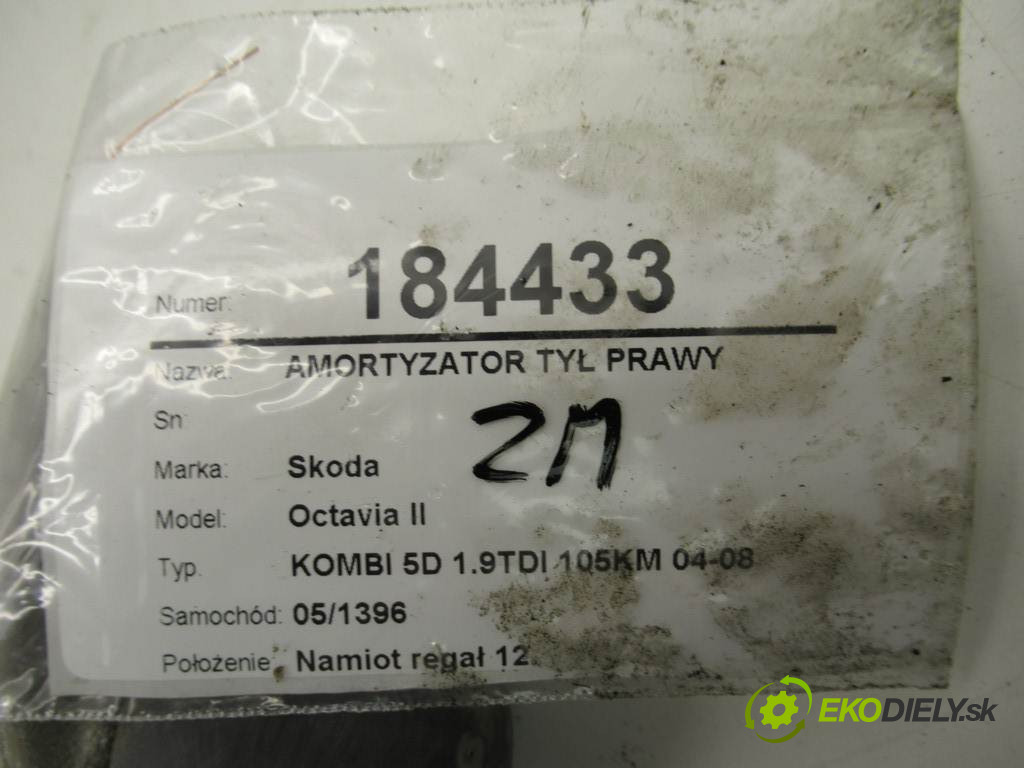 Numer: 184433
Nazwa: AMORTYZATOR TYŁ PRAWY
Sn
2M
Marka: Skoda
Model: Octavia II
Typ. KOMBI 5D 1.9TDI 105KM 04-08
Samochód: 05/1396
Położenie: Namiot regał 12.
EKODIELY.sk